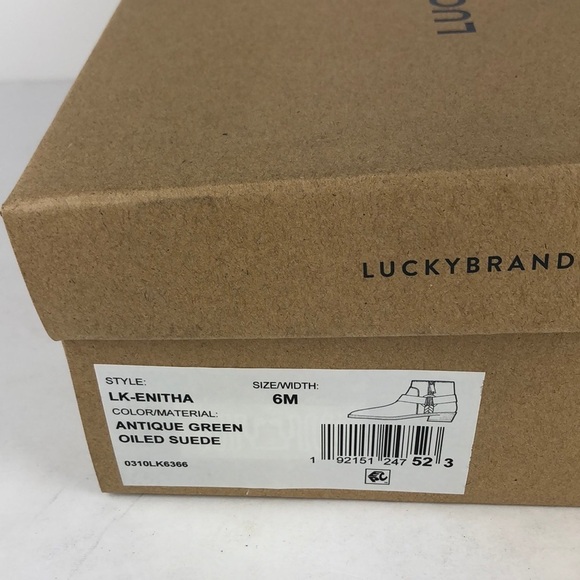 LUC
LUCKYBRAND
STYLE:
LK-ENITHA
SIZE/WIDTH:
6M
COLOR/MATERIAL:
ANTIQUE GREEN
OILED SUEDE
0310LK6366
1 92151 247 52 3